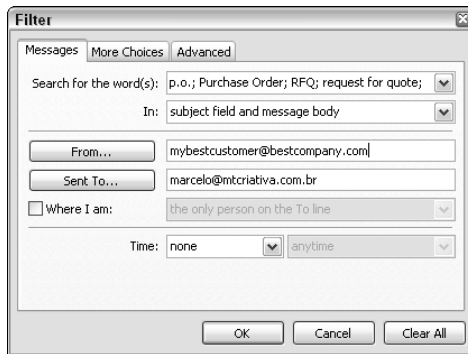 Filter
Messages More Choices Advanced
Search for the word(s): p.o.; Purchase Order; RFQ; request for quote;
In: subject field and message body
From... mybestcustomer@bestcompany.com
Sent To... marcelo@mtcriativa.com.br
Where I am: the only person on the To line
Time: none anytime
OK Cancel Clear All